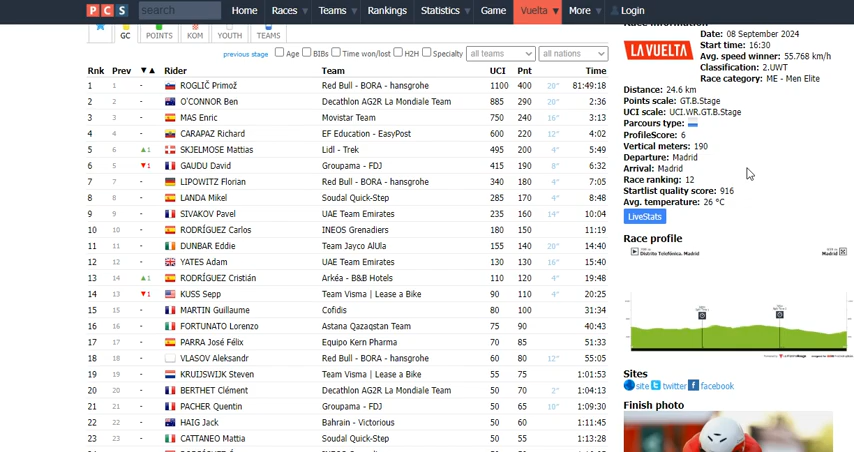 PCS search Home Races ▼ Teams ▼ Rankings Statistics ▼ Game Vuelta ▼ More ▼ Login
GC POINTS KOM YOUTH TEAMS
previous stage Age BIBs Time won/lost H2H Specialty all teams all nations
Rnk Prev ▼▲ Rider Team UCI Pnt Time
1 1 - ROGLIČ Primož Red Bull - BORA - hansgrohe 1100 400 20″ 81:49:18
2 2 - O'CONNOR Ben Decathlon AG2R La Mondiale Team 885 290 20″ 2:36
3 3 - MAS Enric Movistar Team 750 240 16″ 3:13
4 4 - CARAPAZ Richard EF Education - EasyPost 600 220 12″ 4:02
5 6 ▲1 SKJELMOSE Mattias Lidl - Trek 495 200 4″ 5:49
6 5 ▼1 GAUDU David Groupama - FDJ 415 190 8″ 6:32
7 7 - LIPOWITZ Florian Red Bull - BORA - hansgrohe 340 180 4″ 7:05
8 8 - LANDA Mikel Soudal Quick-Step 285 170 4″ 8:48
9 9 - SIVAKOV Pavel UAE Team Emirates 235 160 14″ 10:04
10 10 - RODRÍGUEZ Carlos INEOS Grenadiers 180 150 11:19
11 11 - DUNBAR Eddie Team Jayco AlUla 155 140 20″ 14:40
12 12 - YATES Adam UAE Team Emirates 130 130 16″ 15:40
13 14 ▲1 RODRÍGUEZ Cristián Arkéa - B&B Hotels 110 120 4″ 19:48
14 13 ▼1 KUSS Sepp Team Visma | Lease a Bike 90 110 4″ 20:25
15 15 - MARTIN Guillaume Cofidis 80 100 31:34
16 16 - FORTUNATO Lorenzo Astana Qazaqstan Team 75 90 40:43
17 17 - PARRA José Félix Equipo Kern Pharma 70 85 51:33
18 18 - VLASOV Aleksandr Red Bull - BORA - hansgrohe 60 80 12″ 55:05
19 19 - KRUIJSWIJK Steven Team Visma | Lease a Bike 55 75 1:01:53
20 20 - BERTHET Clément Decathlon AG2R La Mondiale Team 50 70 2″ 1:04:13
21 21 - PACHER Quentin Groupama - FDJ 50 65 10″ 1:09:30
22 22 - HAIG Jack Bahrain - Victorious 50 60 1:11:45
23 23 - CATTANEO Mattia Soudal Quick-Step 50 55 1:13:28
Race information
LA VUELTA
Date: 08 September 2024
Start time: 16:30
Avg. speed winner: 55.768 km/h
Classification: 2.UWT
Race category: ME - Men Elite
Distance: 24.6 km
Points scale: GT.B.Stage
UCI scale: UCI.WR.GT.B.Stage
Parcours type:
ProfileScore: 6
Vertical meters: 190
Departure: Madrid
Arrival: Madrid
Race ranking: 12
Startlist quality score: 916
Avg. temperature: 26 °C
LiveStats
Race profile
Distrito Telefónica. Madrid Madrid
Sites
site twitter facebook
Finish photo